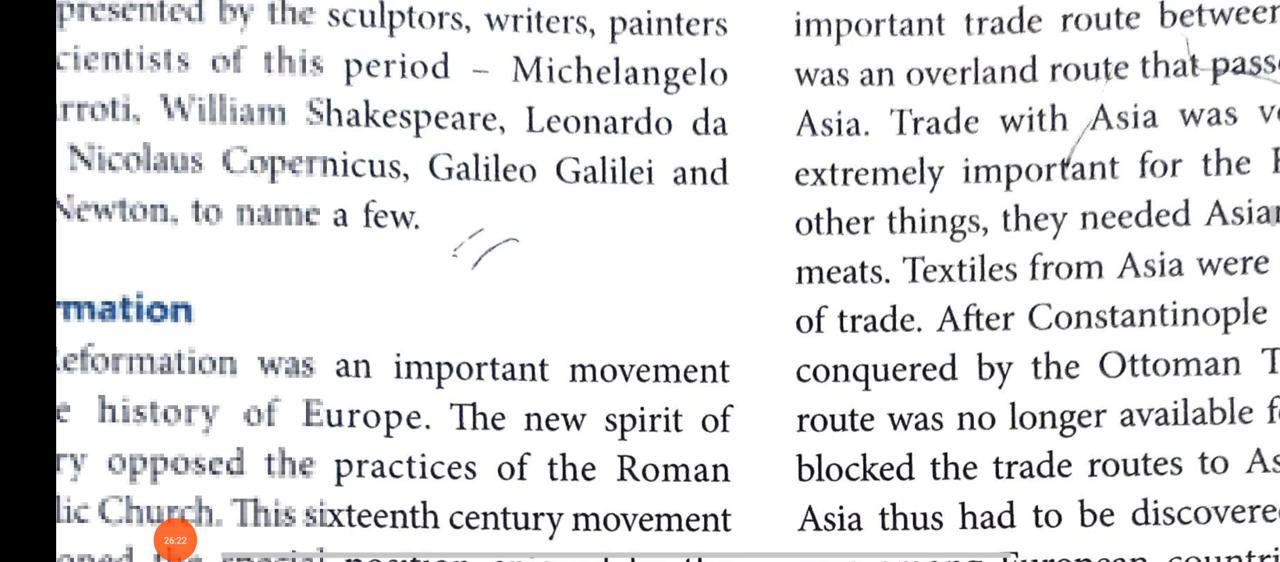 presented by the sculptors, writers, painters
cientists of this period – Michelangelo
rroti, William Shakespeare, Leonardo da
Nicolaus Copernicus, Galileo Galilei and
Newton, to name a few.
rmation
eformation was an important movement
e history of Europe. The new spirit of
ry opposed the practices of the Roman
lic Church. This sixteenth century movement
26:22
important trade route between
was an overland route that pass
Asia. Trade with Asia was v
extremely important for the
other things, they needed Asian
meats. Textiles from Asia were
of trade. After Constantinople
conquered by the Ottoman T
route was no longer available f
blocked the trade routes to As
Asia thus had to be discovere